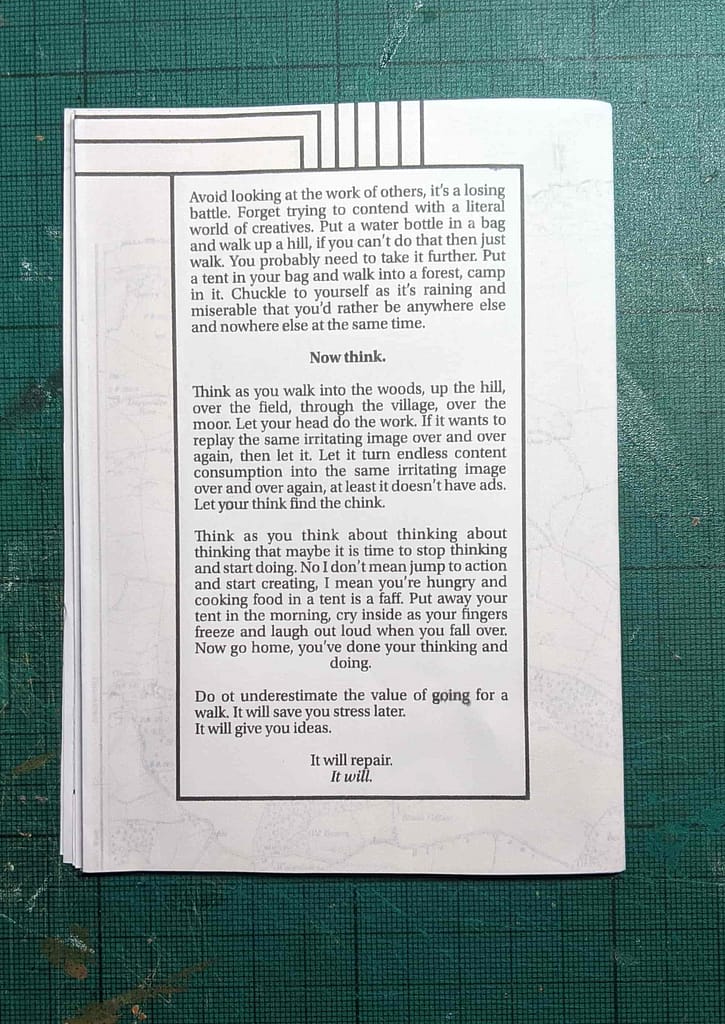 Avoid looking at the work of others, it's a losing
battle. Forget trying to contend with a literal
world of creatives. Put a water bottle in a bag
and walk up a hill, if you can't do that then just
walk. You probably need to take it further. Put
a tent in your bag and walk into a forest, camp
in it. Chuckle to yourself as it's raining and
miserable that you'd rather be anywhere else
and nowhere else at the same time.
Now think.
Think as you walk into the woods, up the hill,
over the field, through the village, over the
moor. Let your head do the work. If it wants to
replay the same irritating image over and over
again, then let it. Let it turn endless content
consumption into the same irritating image
over and over again, at least it doesn't have ads.
Let your think find the chink.
Think as you think about thinking about
thinking that maybe it is time to stop thinking
and start doing. No I don't mean jump to action
and start creating, I mean you're hungry and
cooking food in a tent is a faff. Put away your
tent in the morning, cry inside as your fingers
freeze and laugh out loud when you fall over.
Now go home, you've done your thinking and
doing.
Do ot underestimate the value of going for a
walk. It will save you stress later.
It will give you ideas.
It will repair.
It will.